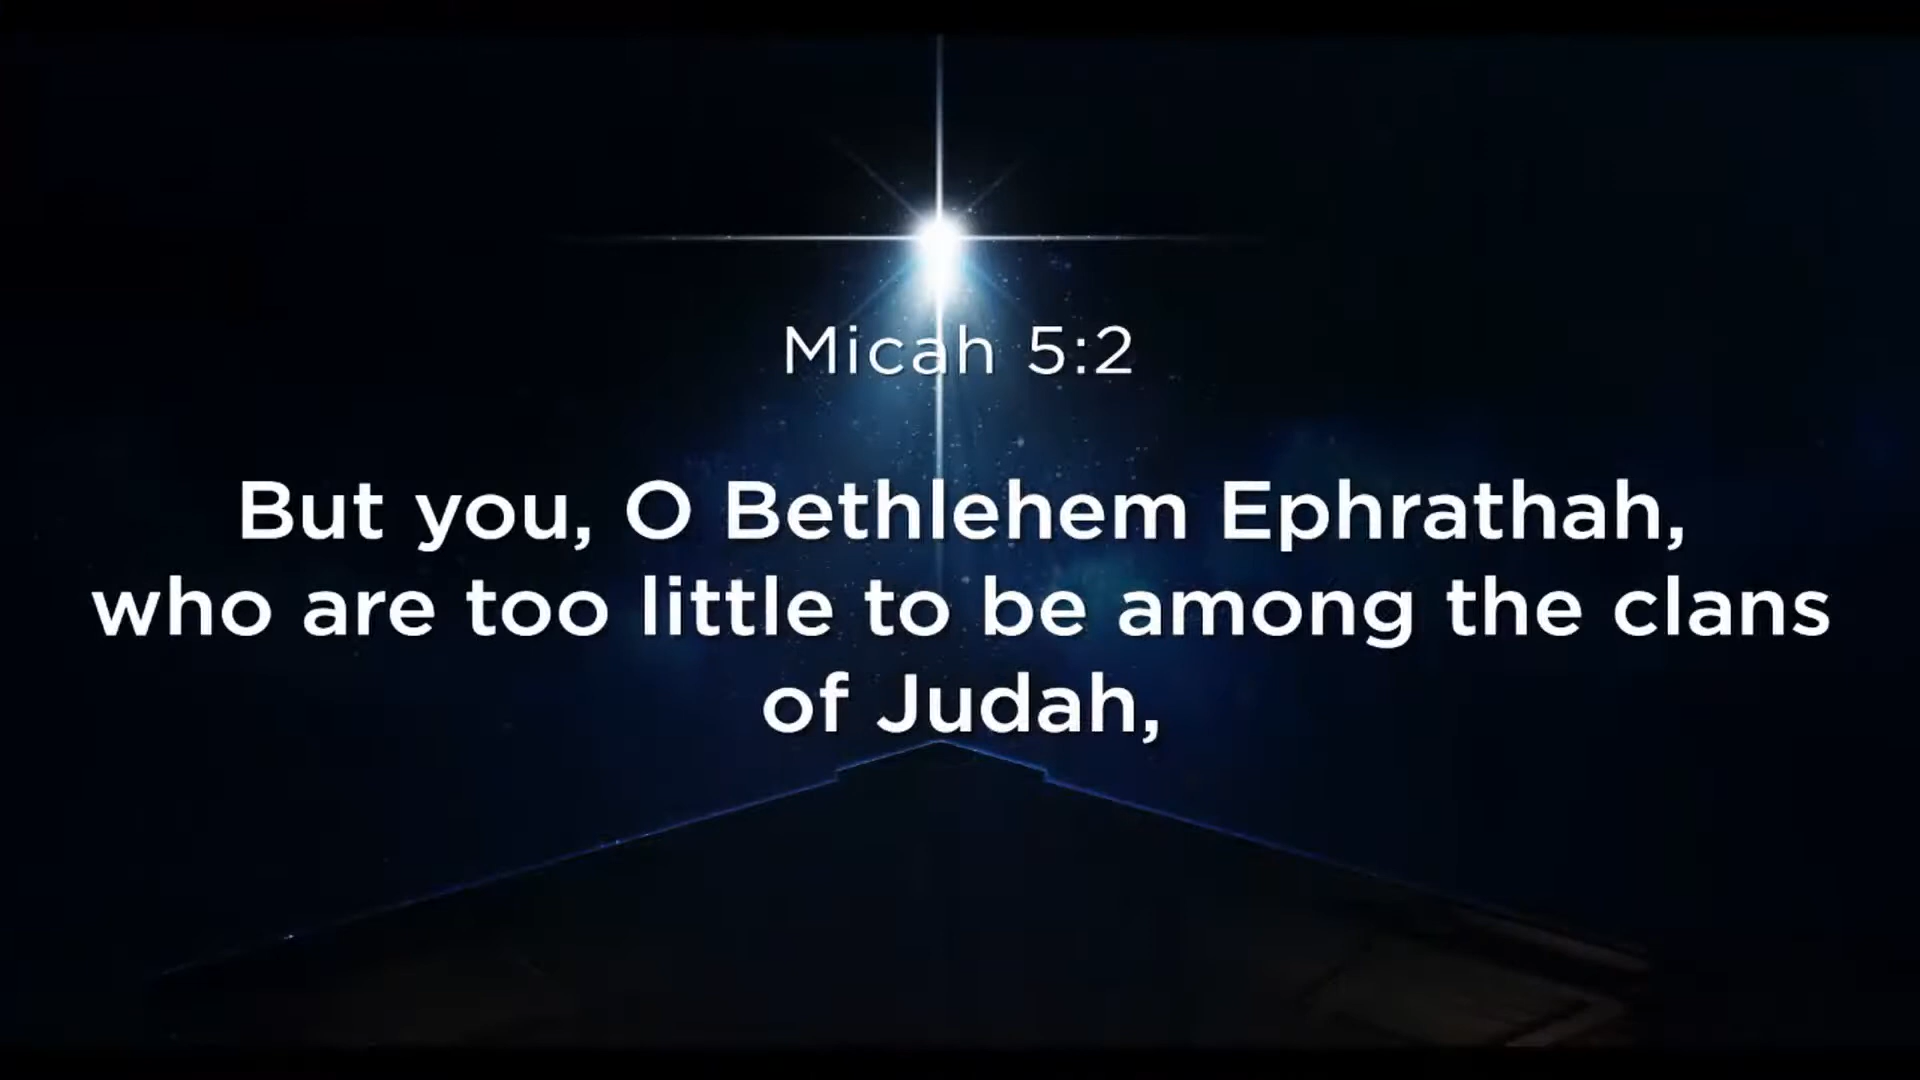 Micah 5:2
But you, O Bethlehem Ephrathah,
who are too little to be among the clans
of Judah,